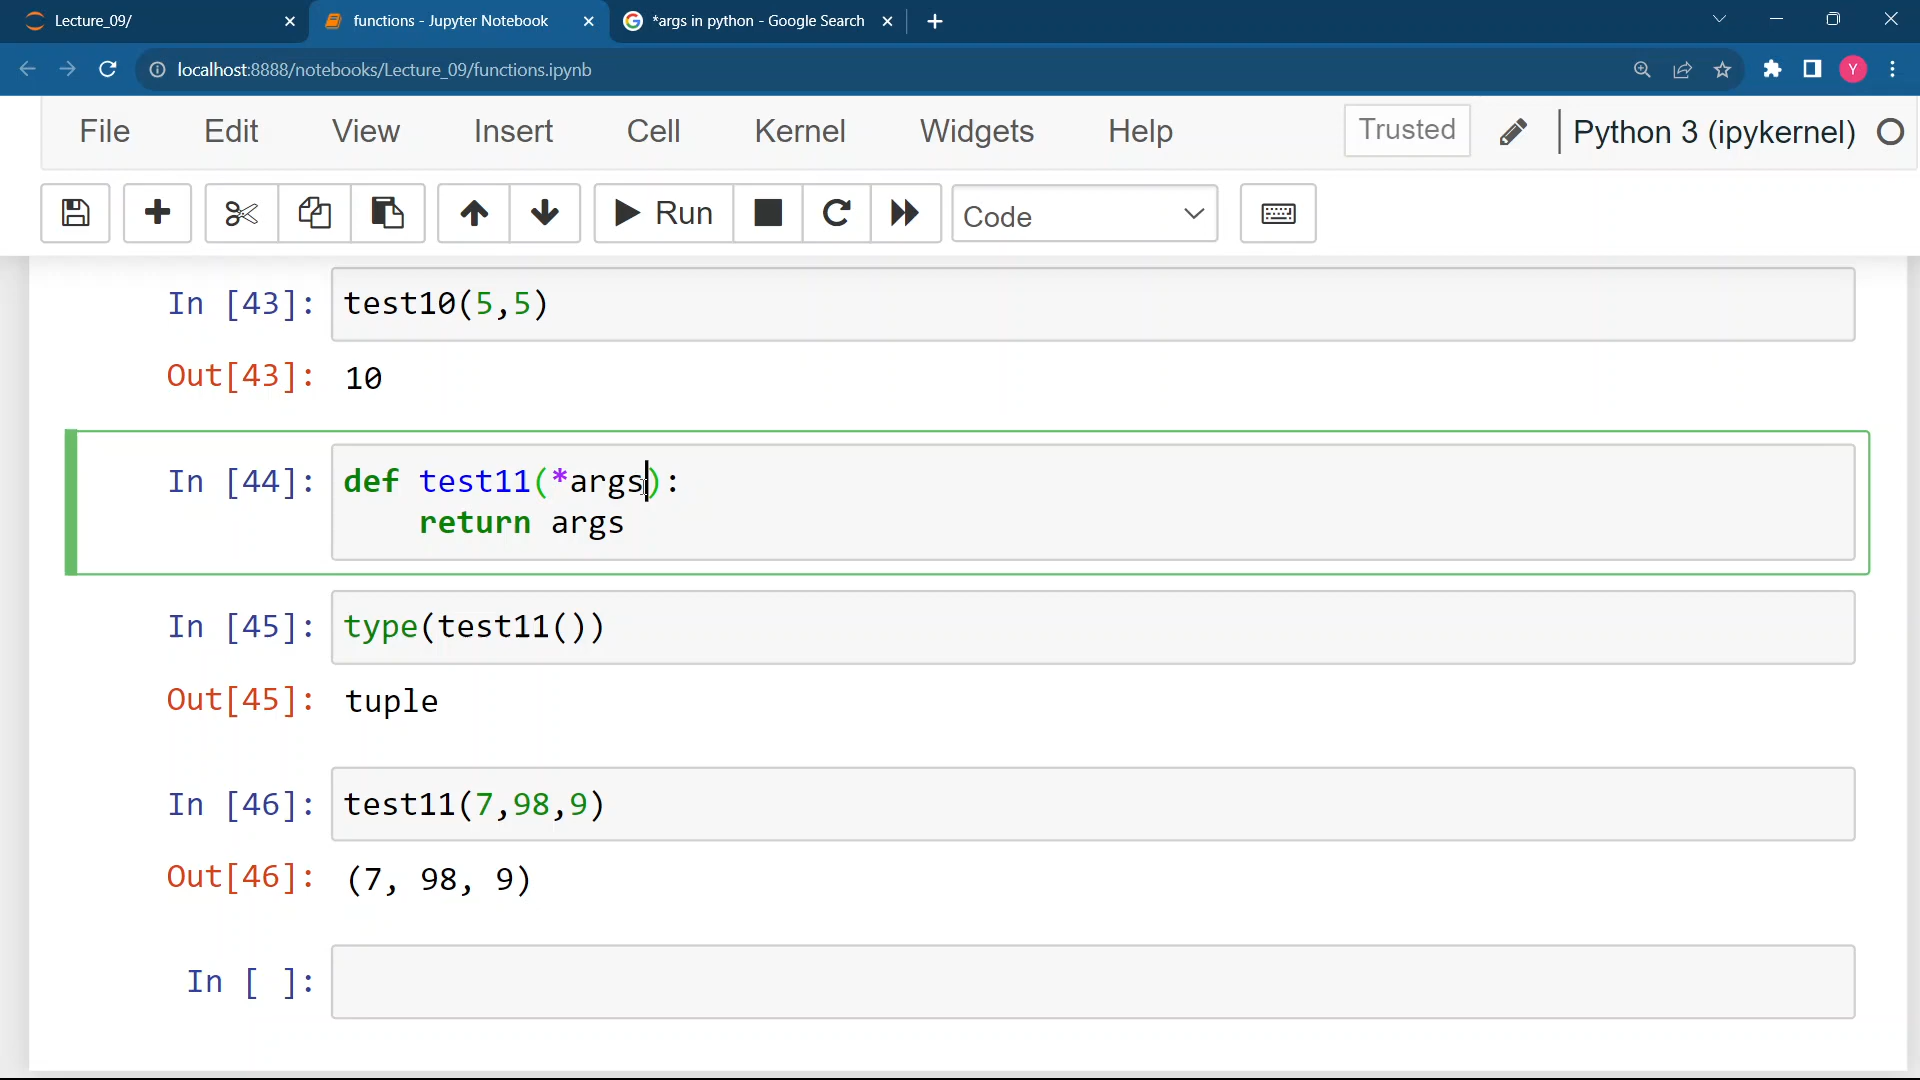 Lecture_09/
functions - Jupyter Notebook
*args in python - Google Search
localhost:8888/notebooks/Lecture_09/functions.ipynb
Y
File Edit View Insert Cell Kernel Widgets Help
Trusted
Python 3 (ipykernel)
Run
Code
In [43]: test10(5,5)
Out[43]: 10
In [44]: def test11(*args):
return args
In [45]: type(test11())
Out[45]: tuple
In [46]: test11(7,98,9)
Out[46]: (7, 98, 9)
In [ ]: